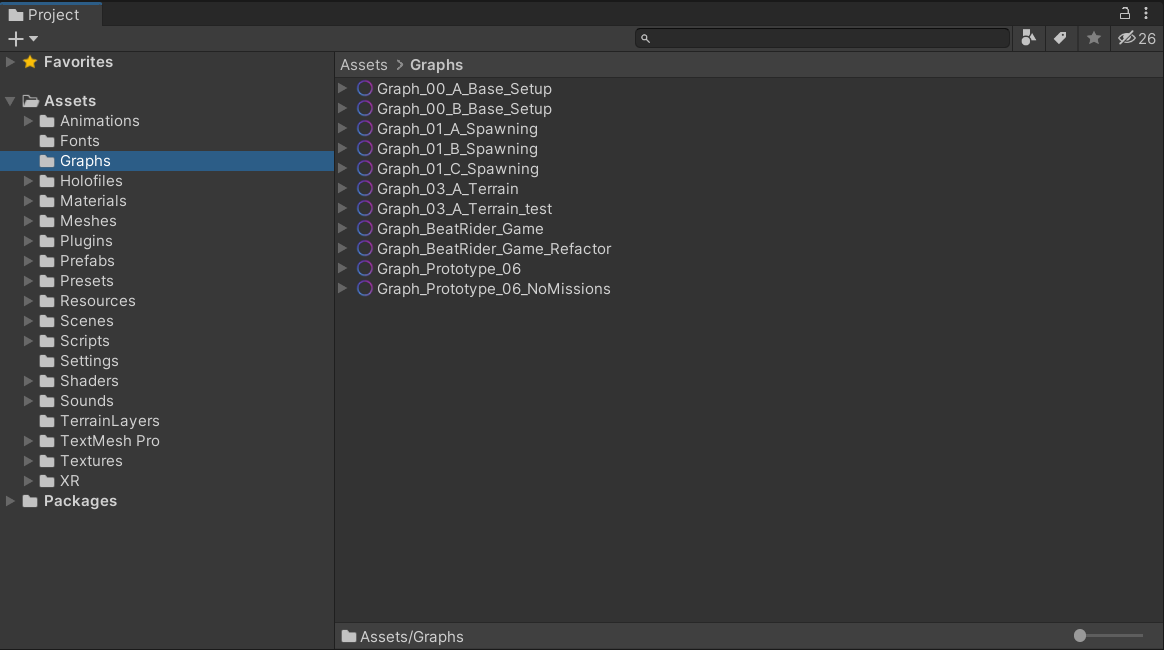 Project
26
Favorites
Assets
Animations
Fonts
Graphs
Holofiles
Materials
Meshes
Plugins
Prefabs
Presets
Resources
Scenes
Scripts
Settings
Shaders
Sounds
TerrainLayers
TextMesh Pro
Textures
XR
Packages
Assets > Graphs
Graph_00_A_Base_Setup
Graph_00_B_Base_Setup
Graph_01_A_Spawning
Graph_01_B_Spawning
Graph_01_C_Spawning
Graph_03_A_Terrain
Graph_03_A_Terrain_test
Graph_BeatRider_Game
Graph_BeatRider_Game_Refactor
Graph_Prototype_06
Graph_Prototype_06_NoMissions
Assets/Graphs